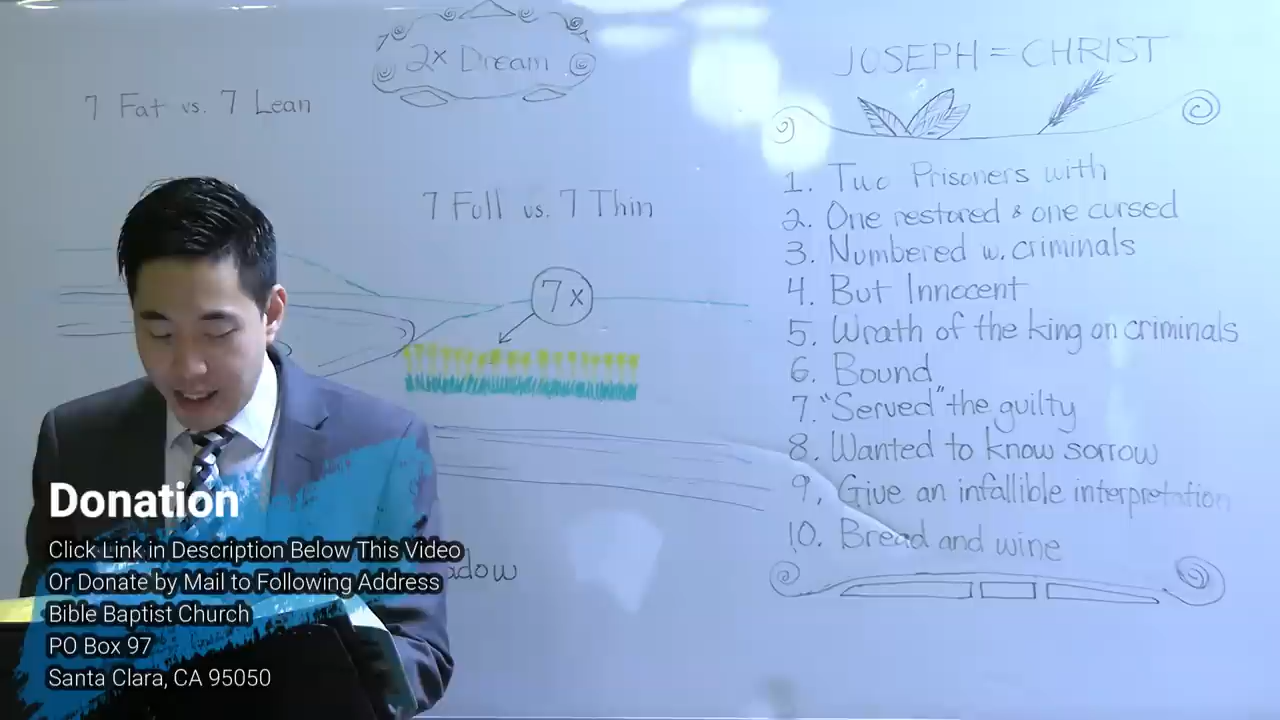 2x Dream
7 Fat vs. 7 Lean
7 Full vs. 7 Thin
7x
JOSEPH = CHRIST
1. Two Prisoners with
2. One restored & one cursed
3. Numbered w. criminals
4. But Innocent
5. Wrath of the king on criminals
6. Bound
7. "Served" the guilty
8. Wanted to know sorrow
9. Give an infallible interpretation
10. Bread and wine
Donation
Click Link in Description Below This Video
Or Donate by Mail to Following Address
Bible Baptist Church
PO Box 97
Santa Clara, CA 95050